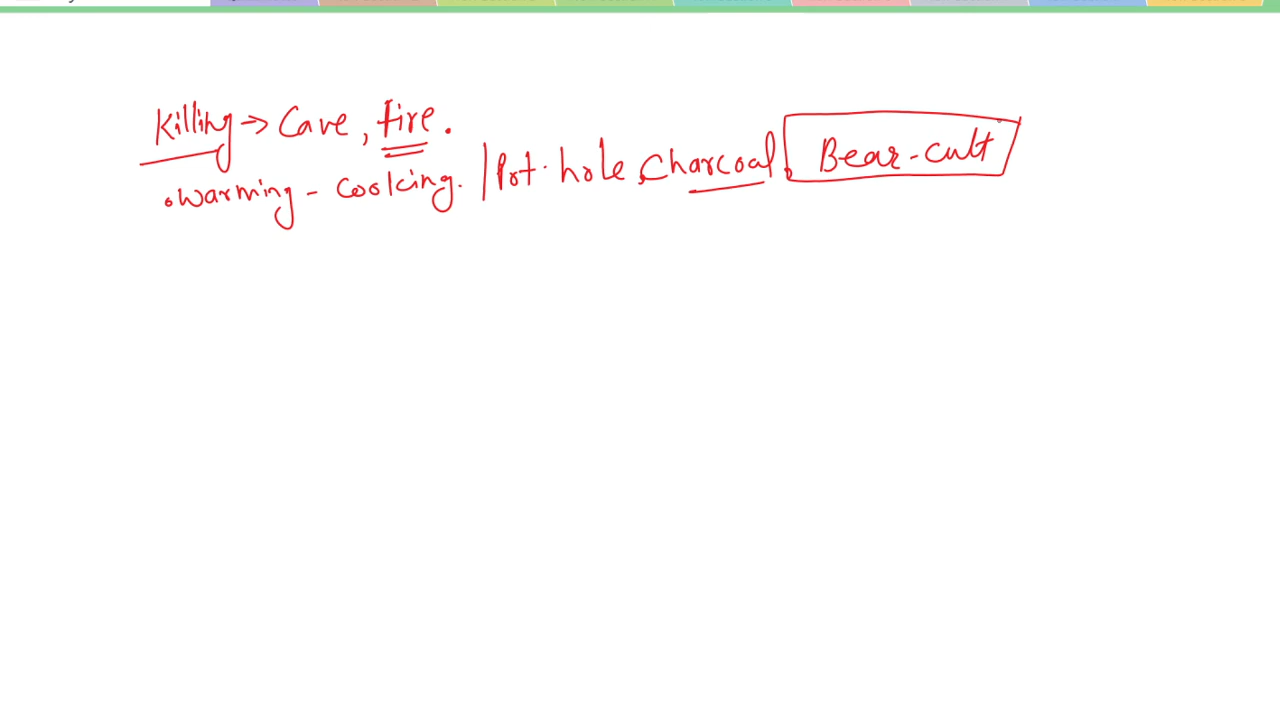 Killing → Cave, fire.
• Warming - Cooking. / Pot-hole, Charcoal, Bear-cult